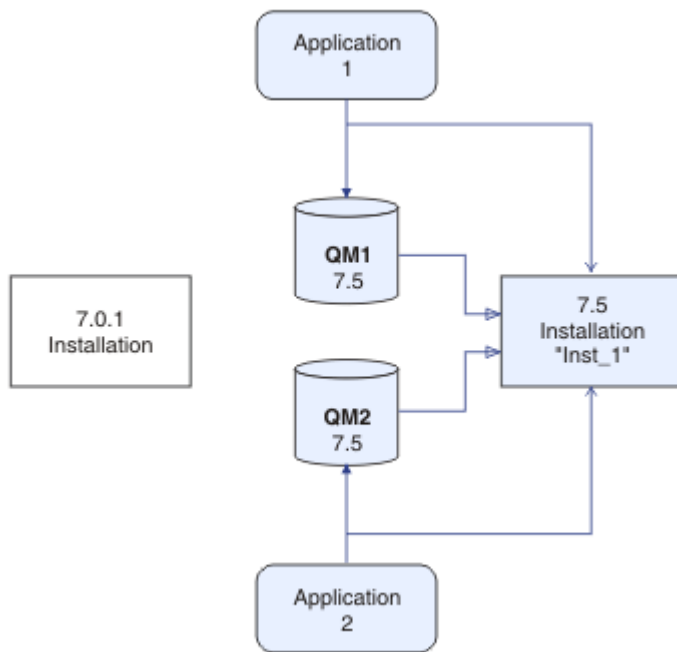 Application
1
QM1
7.5
7.0.1
Installation
7.5
Installation
"Inst_1"
QM2
7.5
Application
2